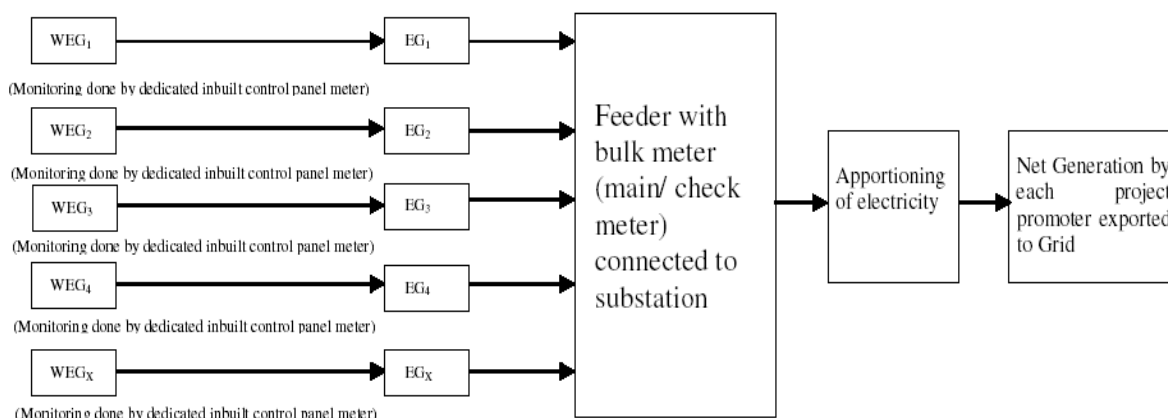 WEG₁
EG₁
(Monitoring done by dedicated inbuilt control panel meter)
WEG₂
EG₂
(Monitoring done by dedicated inbuilt control panel meter)
WEG₃
EG₃
(Monitoring done by dedicated inbuilt control panel meter)
WEG₄
EG₄
(Monitoring done by dedicated inbuilt control panel meter)
WEGₓ
EGₓ
(Monitoring done by dedicated inbuilt control panel meter)
Feeder with
bulk meter
(main/ check
meter)
connected to
substation
Apportioning
of electricity
Net Generation by
each project
promoter exported
to Grid